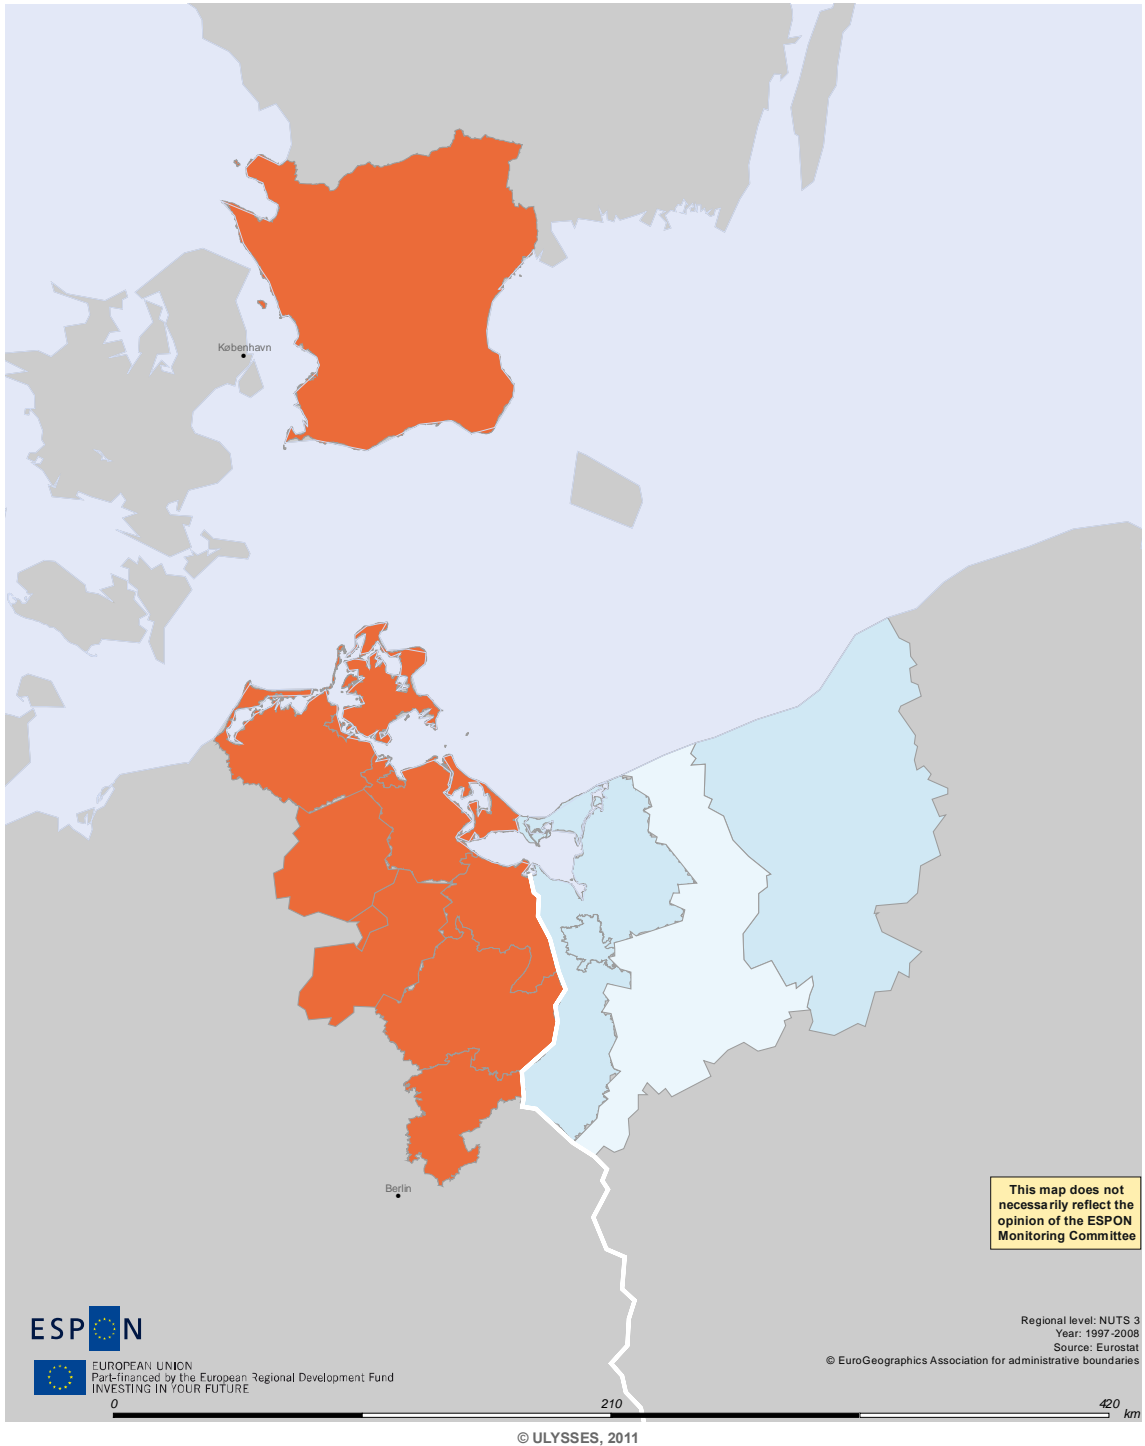 København
Berlin
This map does not
necessarily reflect the
opinion of the ESPON
Monitoring Committee
ESPON
EUROPEAN UNION
Part-financed by the European Regional Development Fund
INVESTING IN YOUR FUTURE
Regional level: NUTS 3
Year: 1997-2008
Source: Eurostat
© EuroGeographics Association for administrative boundaries
0 210 420
km
© ULYSSES, 2011